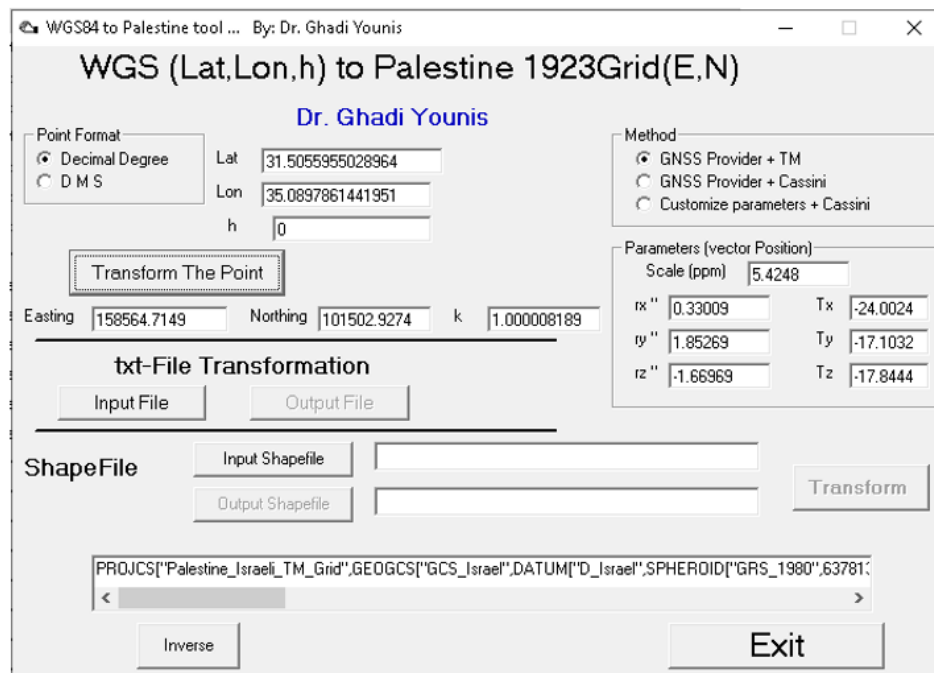 WGS84 to Palestine tool ... By: Dr. Ghadi Younis
WGS (Lat,Lon,h) to Palestine 1923Grid(E,N)
Dr. Ghadi Younis
Point Format
Decimal Degree
D M S
Lat 31.5055955028964
Lon 35.0897861441951
h 0
Transform The Point
Easting 158564.7149 Northing 101502.9274 k 1.000008189
Method
GNSS Provider + TM
GNSS Provider + Cassini
Customize parameters + Cassini
Parameters (vector Position)
Scale (ppm) 5.4248
rx " 0.33009 Tx -24.0024
ry " 1.85269 Ty -17.1032
rz " -1.66969 Tz -17.8444
txt-File Transformation
Input File Output File
ShapeFile
Input Shapefile
Output Shapefile
Transform
PROJCS["Palestine_Israeli_TM_Grid",GEOGCS["GCS_Israel",DATUM["D_Israel",SPHEROID["GRS_1980",63781
Inverse
Exit